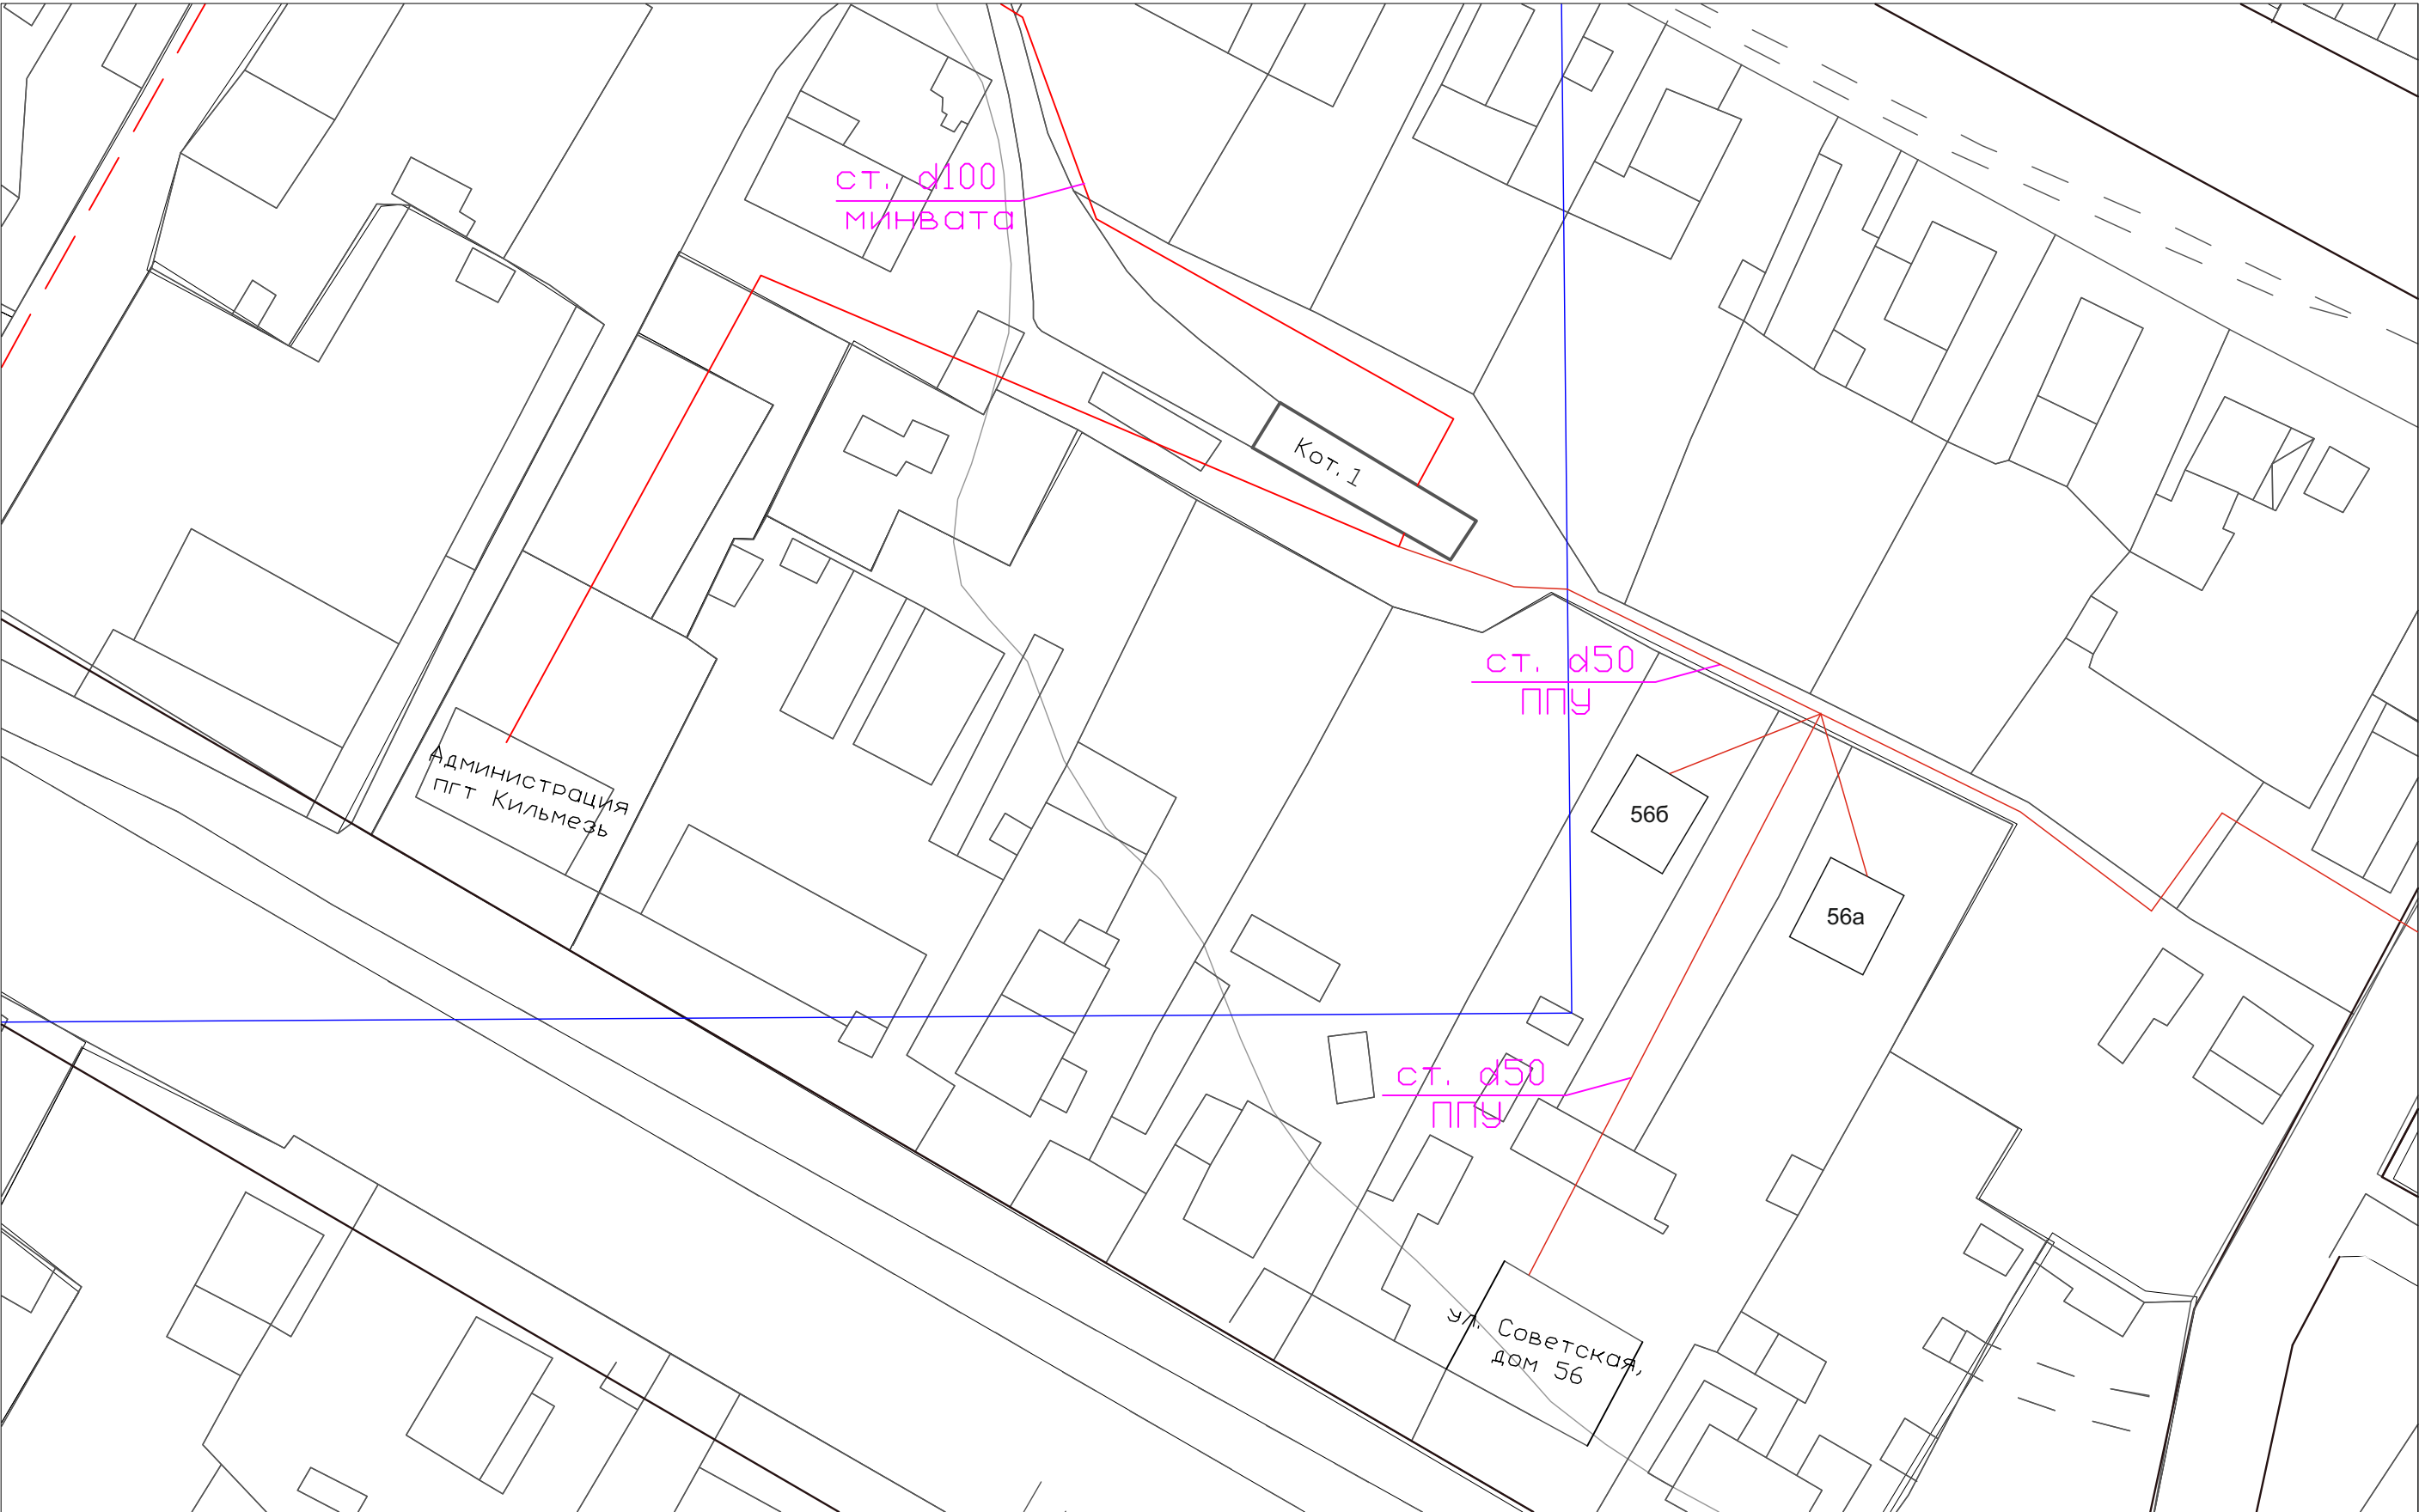 ст. d100
минвата
Кот. 1
ст. d50
ППУ
Администрация
пгт Кильмезь
56б
56а
ст. d50
ППУ
ул. Советская,
дом 56